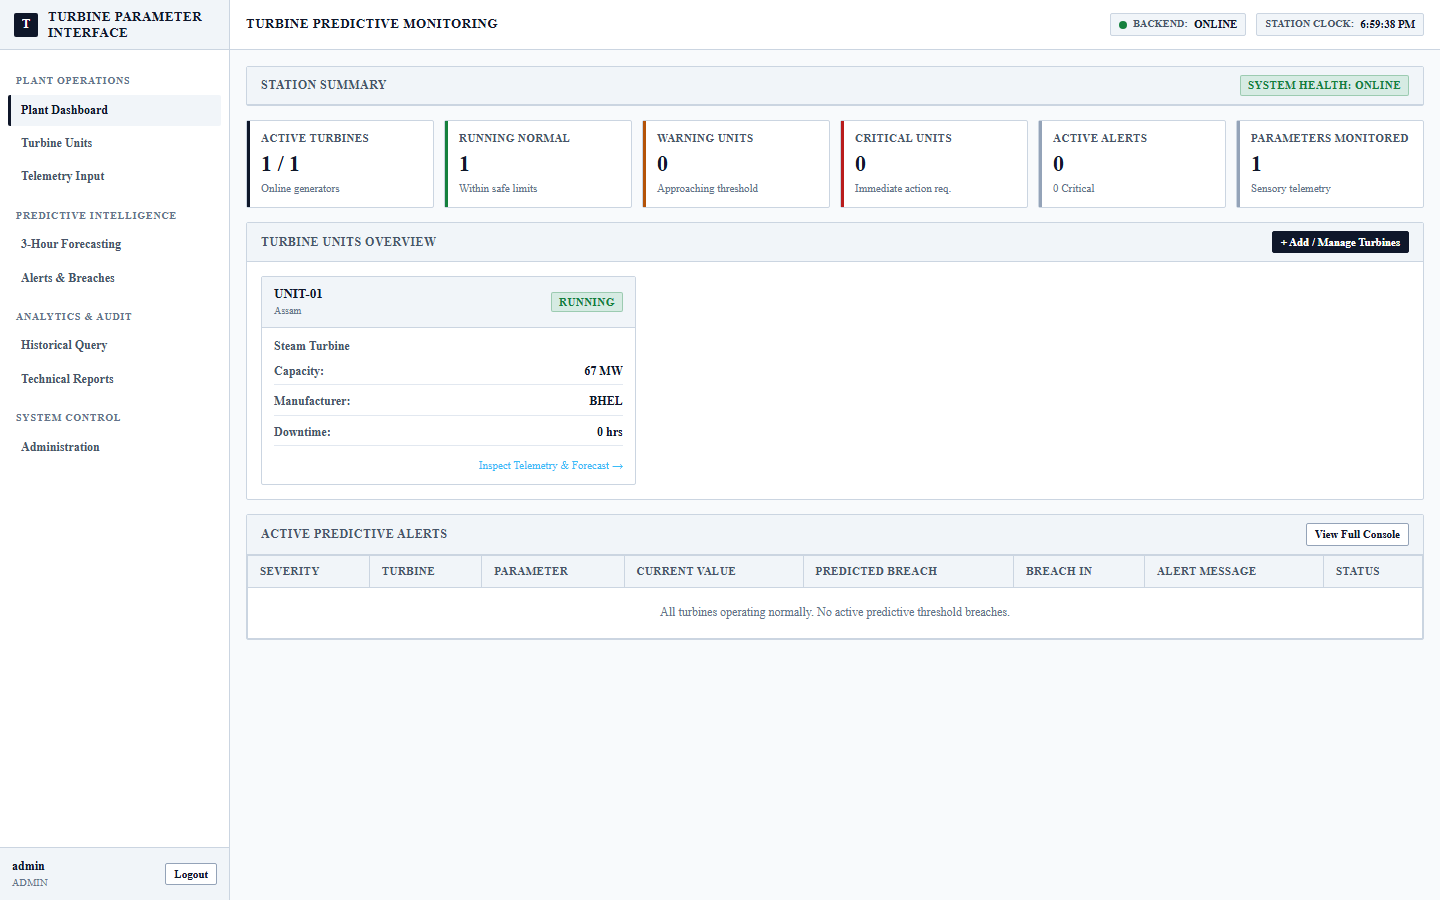 T
TURBINE PARAMETER
INTERFACE
TURBINE PREDICTIVE MONITORING
BACKEND: ONLINE
STATION CLOCK: 6:59:38 PM
PLANT OPERATIONS
Plant Dashboard
Turbine Units
Telemetry Input
PREDICTIVE INTELLIGENCE
3-Hour Forecasting
Alerts & Breaches
ANALYTICS & AUDIT
Historical Query
Technical Reports
SYSTEM CONTROL
Administration
admin
ADMIN
Logout
STATION SUMMARY
SYSTEM HEALTH: ONLINE
ACTIVE TURBINES
1 / 1
Online generators
RUNNING NORMAL
1
Within safe limits
WARNING UNITS
0
Approaching threshold
CRITICAL UNITS
0
Immediate action req.
ACTIVE ALERTS
0
0 Critical
PARAMETERS MONITORED
1
Sensory telemetry
TURBINE UNITS OVERVIEW
+ Add / Manage Turbines
UNIT-01
Assam
RUNNING
Steam Turbine
Capacity: 67 MW
Manufacturer: BHEL
Downtime: 0 hrs
Inspect Telemetry & Forecast →
ACTIVE PREDICTIVE ALERTS
View Full Console
SEVERITY TURBINE PARAMETER CURRENT VALUE PREDICTED BREACH BREACH IN ALERT MESSAGE STATUS
All turbines operating normally. No active predictive threshold breaches.